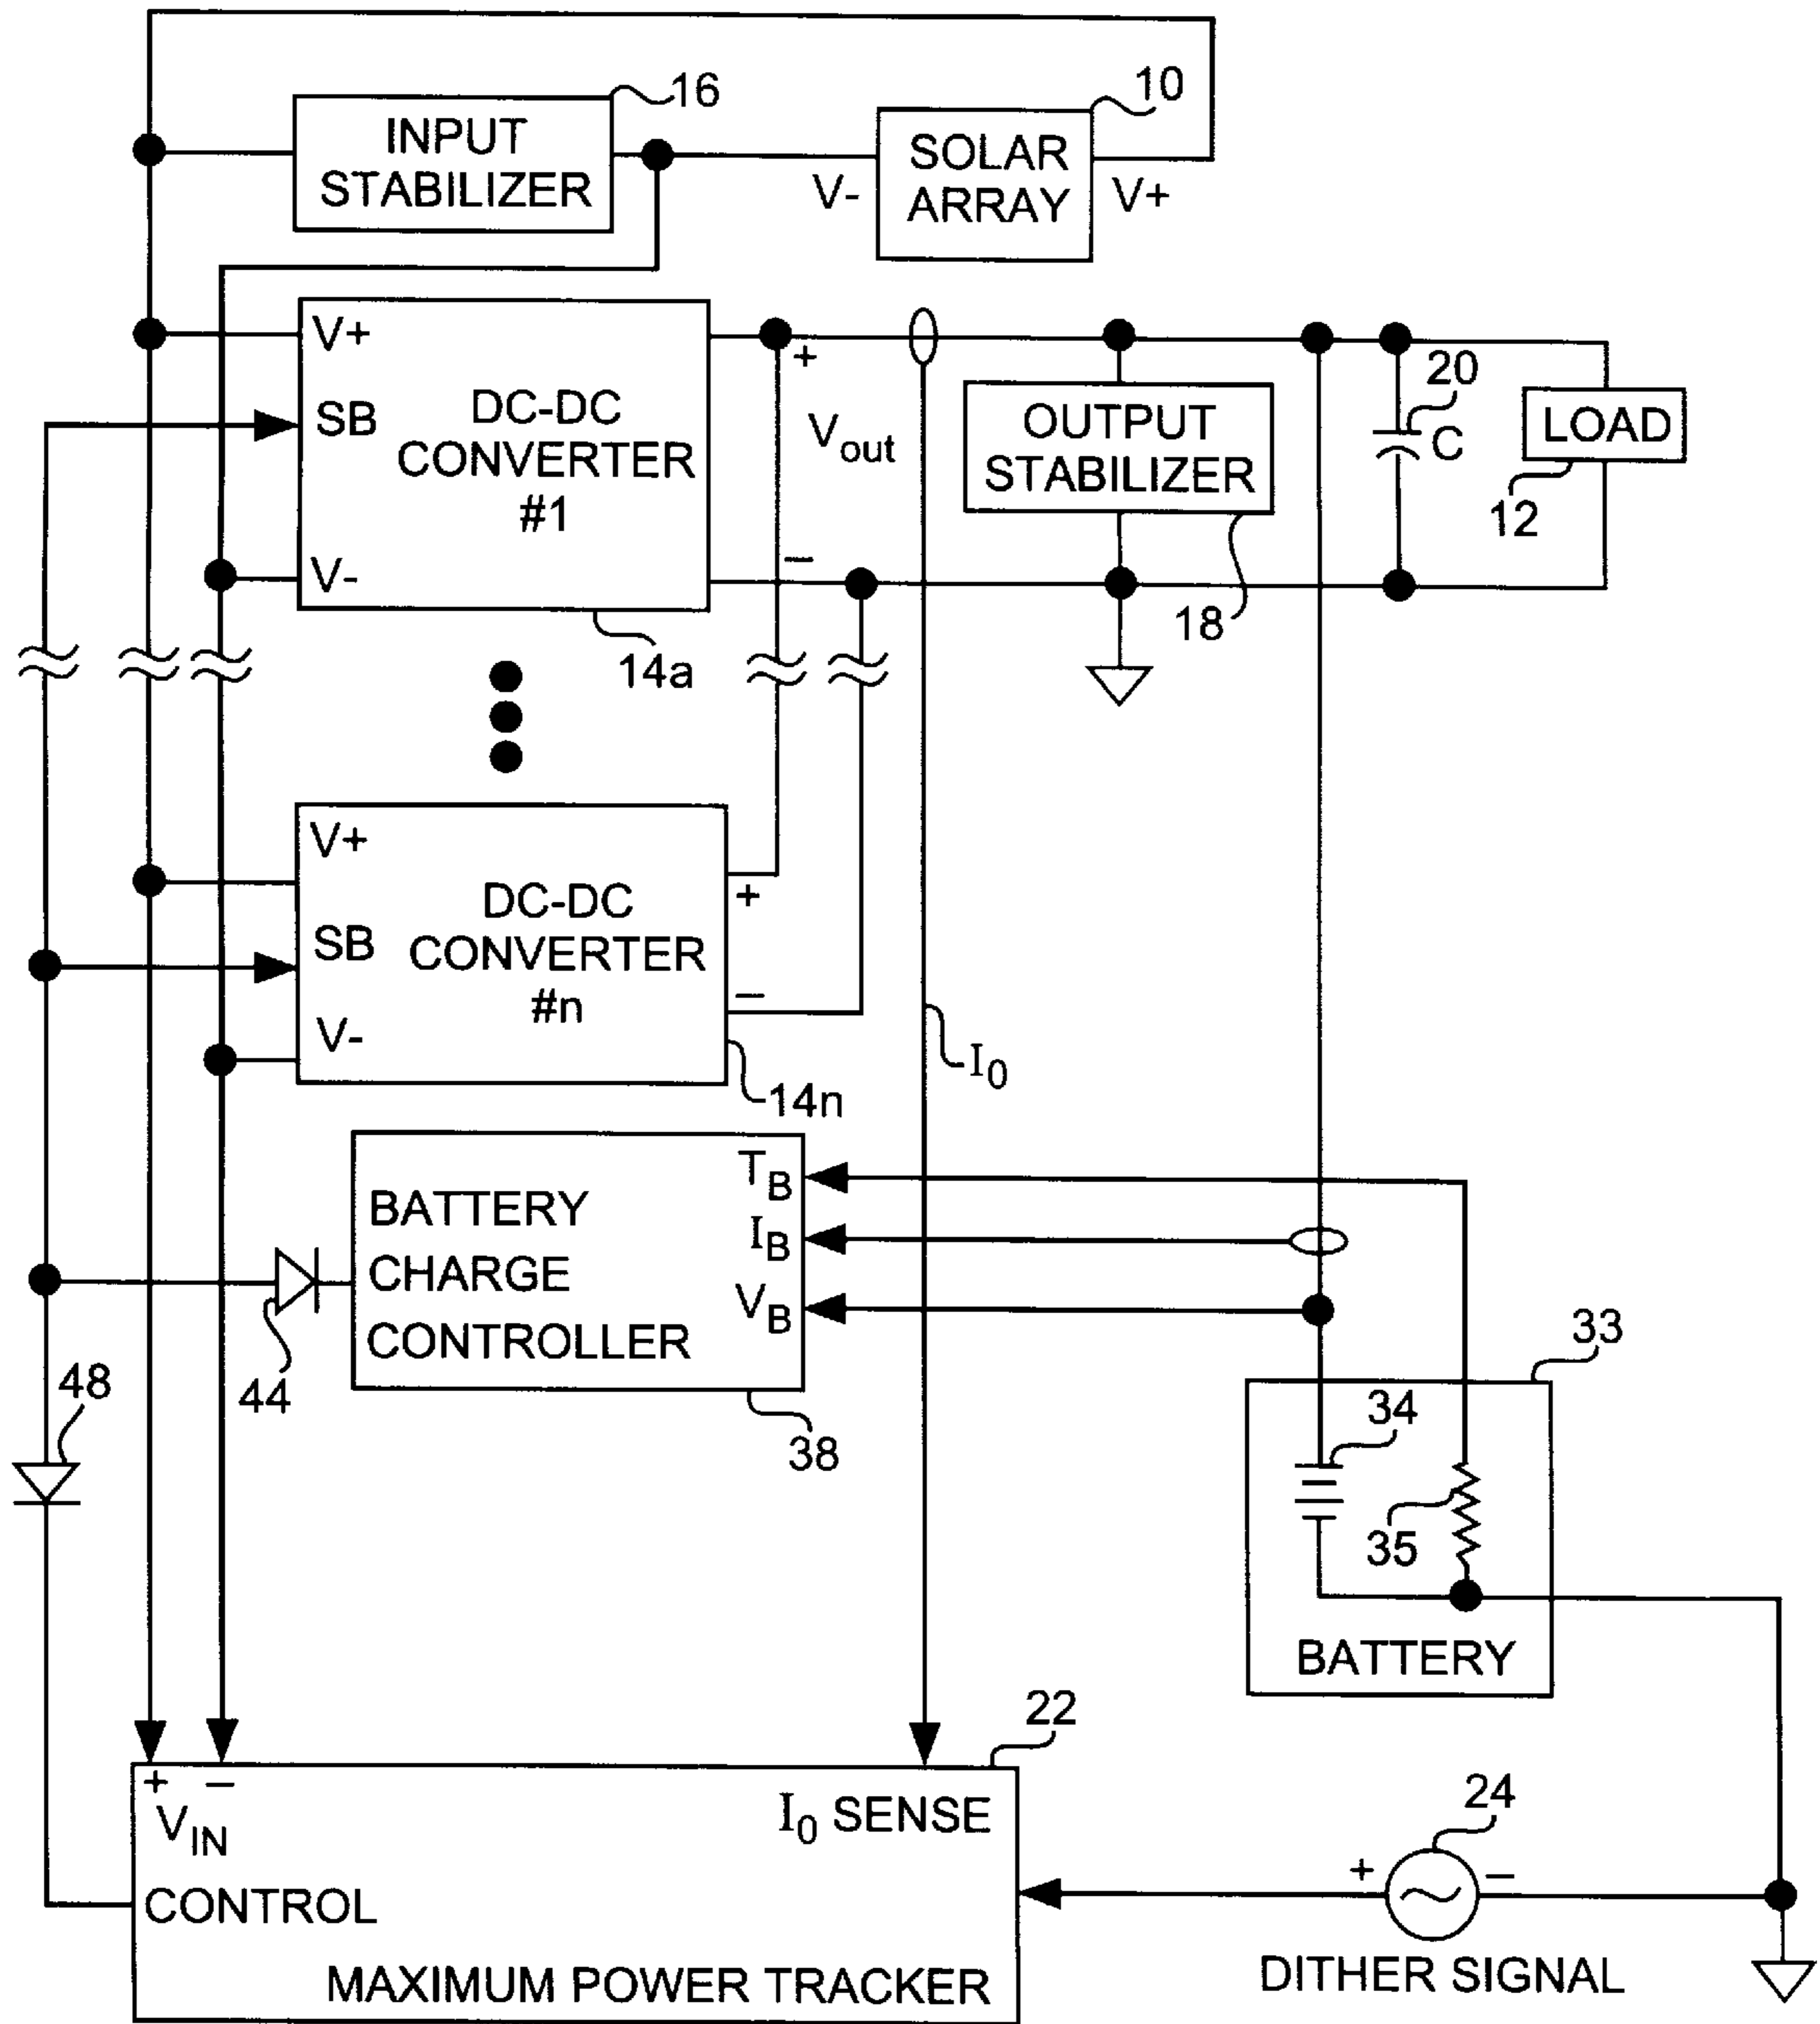 16
10
INPUT
STABILIZER
SOLAR
ARRAY
V-
V+
V+
SB
V-
DC-DC
CONVERTER
#1
+
Vout
–
OUTPUT
STABILIZER
20
C
LOAD
12
18
14a
V+
SB
V-
DC-DC
CONVERTER
#n
+
–
I0
14n
BATTERY
CHARGE
CONTROLLER
TB
IB
VB
44
48
38
33
34
35
BATTERY
22
+ –
VIN
I0 SENSE
CONTROL
MAXIMUM POWER TRACKER
24
+ –
DITHER SIGNAL